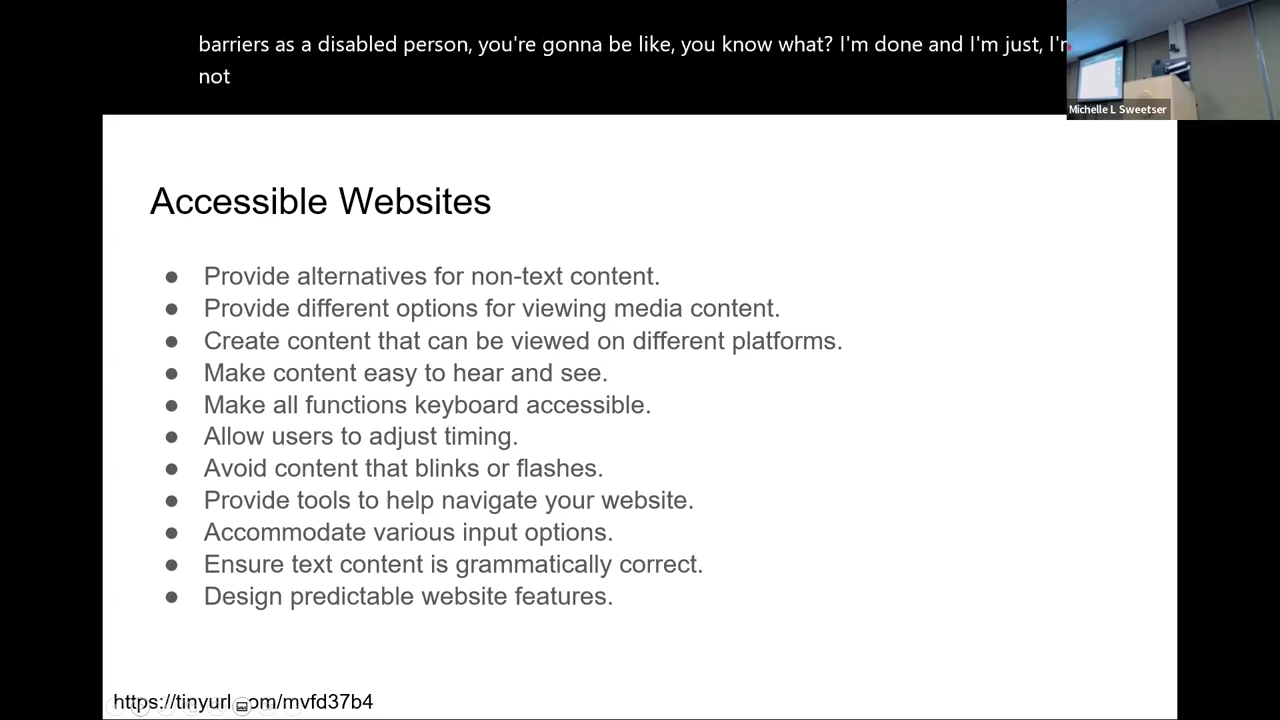 barriers as a disabled person, you're gonna be like, you know what? I'm done and I'm just, I'm
not
Michelle L Sweetser
Accessible Websites
● Provide alternatives for non-text content.
● Provide different options for viewing media content.
● Create content that can be viewed on different platforms.
● Make content easy to hear and see.
● Make all functions keyboard accessible.
● Allow users to adjust timing.
● Avoid content that blinks or flashes.
● Provide tools to help navigate your website.
● Accommodate various input options.
● Ensure text content is grammatically correct.
● Design predictable website features.
https://tinyurl.com/mvfd37b4